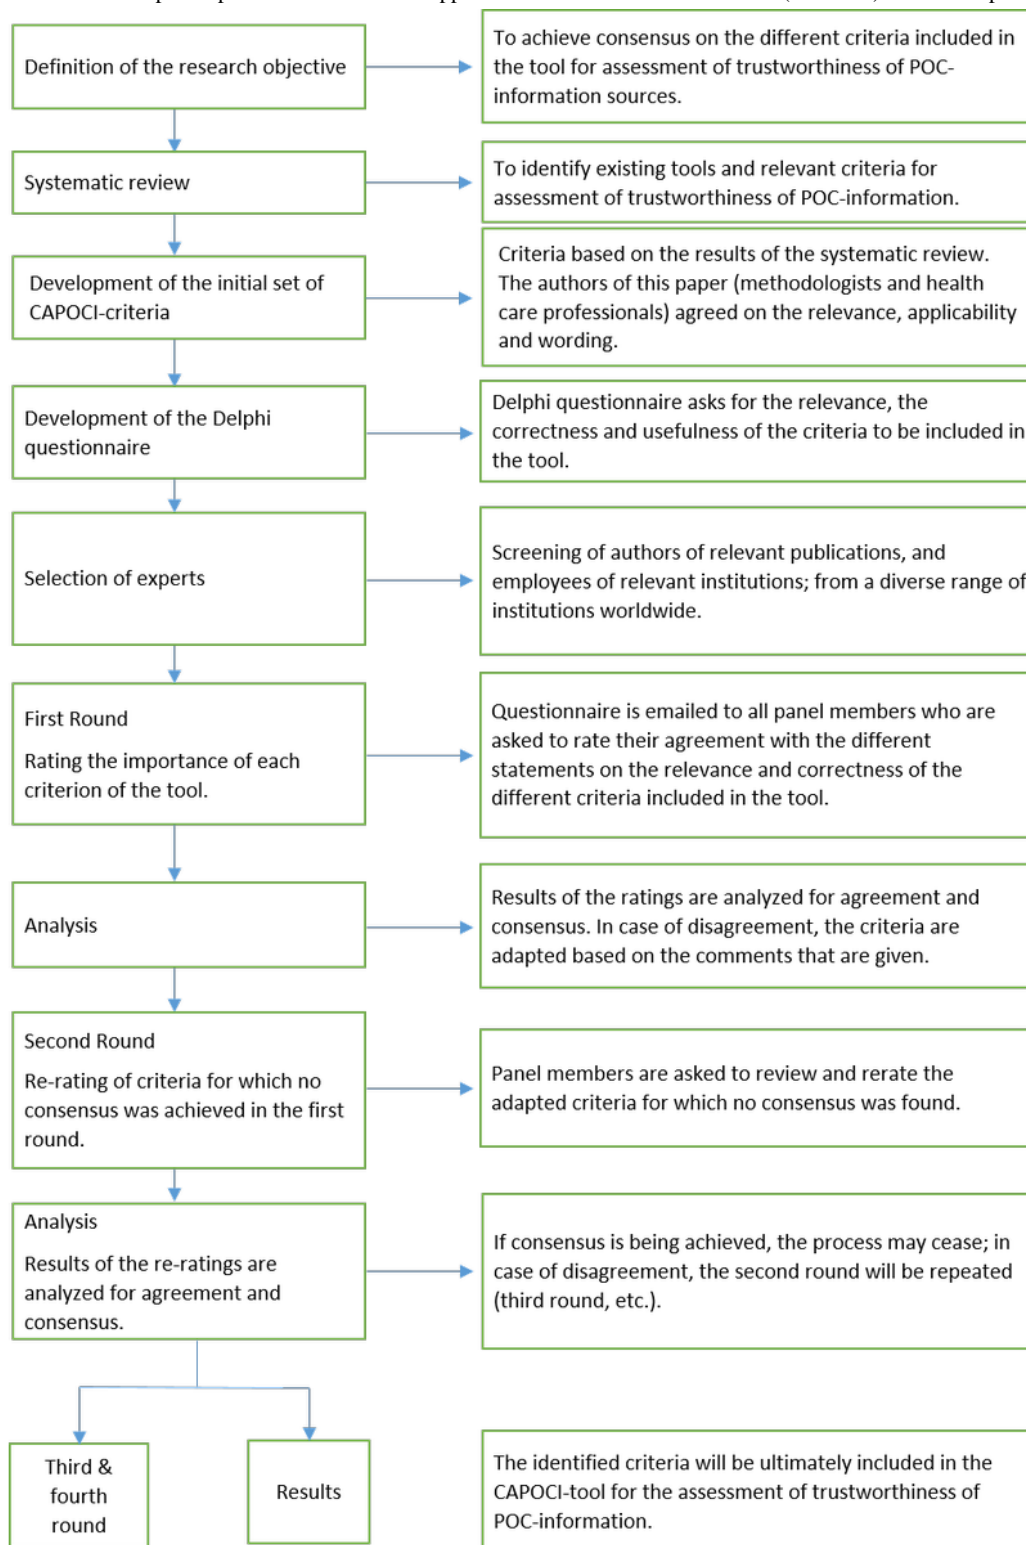 Definition of the research objective
To achieve consensus on the different criteria included in
the tool for assessment of trustworthiness of POC-
information sources.
Systematic review
To identify existing tools and relevant criteria for
assessment of trustworthiness of POC-information.
Development of the initial set of
CAPOCI-criteria
Criteria based on the results of the systematic review.
The authors of this paper (methodologists and health
care professionals) agreed on the relevance, applicability
and wording.
Development of the Delphi
questionnaire
Delphi questionnaire asks for the relevance, the
correctness and usefulness of the criteria to be included in
the tool.
Selection of experts
Screening of authors of relevant publications, and
employees of relevant institutions; from a diverse range of
institutions worldwide.
First Round
Rating the importance of each
criterion of the tool.
Questionnaire is emailed to all panel members who are
asked to rate their agreement with the different
statements on the relevance and correctness of the
different criteria included in the tool.
Analysis
Results of the ratings are analyzed for agreement and
consensus. In case of disagreement, the criteria are
adapted based on the comments that are given.
Second Round
Re-rating of criteria for which no
consensus was achieved in the first
round.
Panel members are asked to review and rerate the
adapted criteria for which no consensus was found.
Analysis
Results of the re-ratings are
analyzed for agreement and
consensus.
If consensus is being achieved, the process may cease; in
case of disagreement, the second round will be repeated
(third round, etc.).
Third &
fourth
round
Results
The identified criteria will be ultimately included in the
CAPOCI-tool for the assessment of trustworthiness of
POC-information.